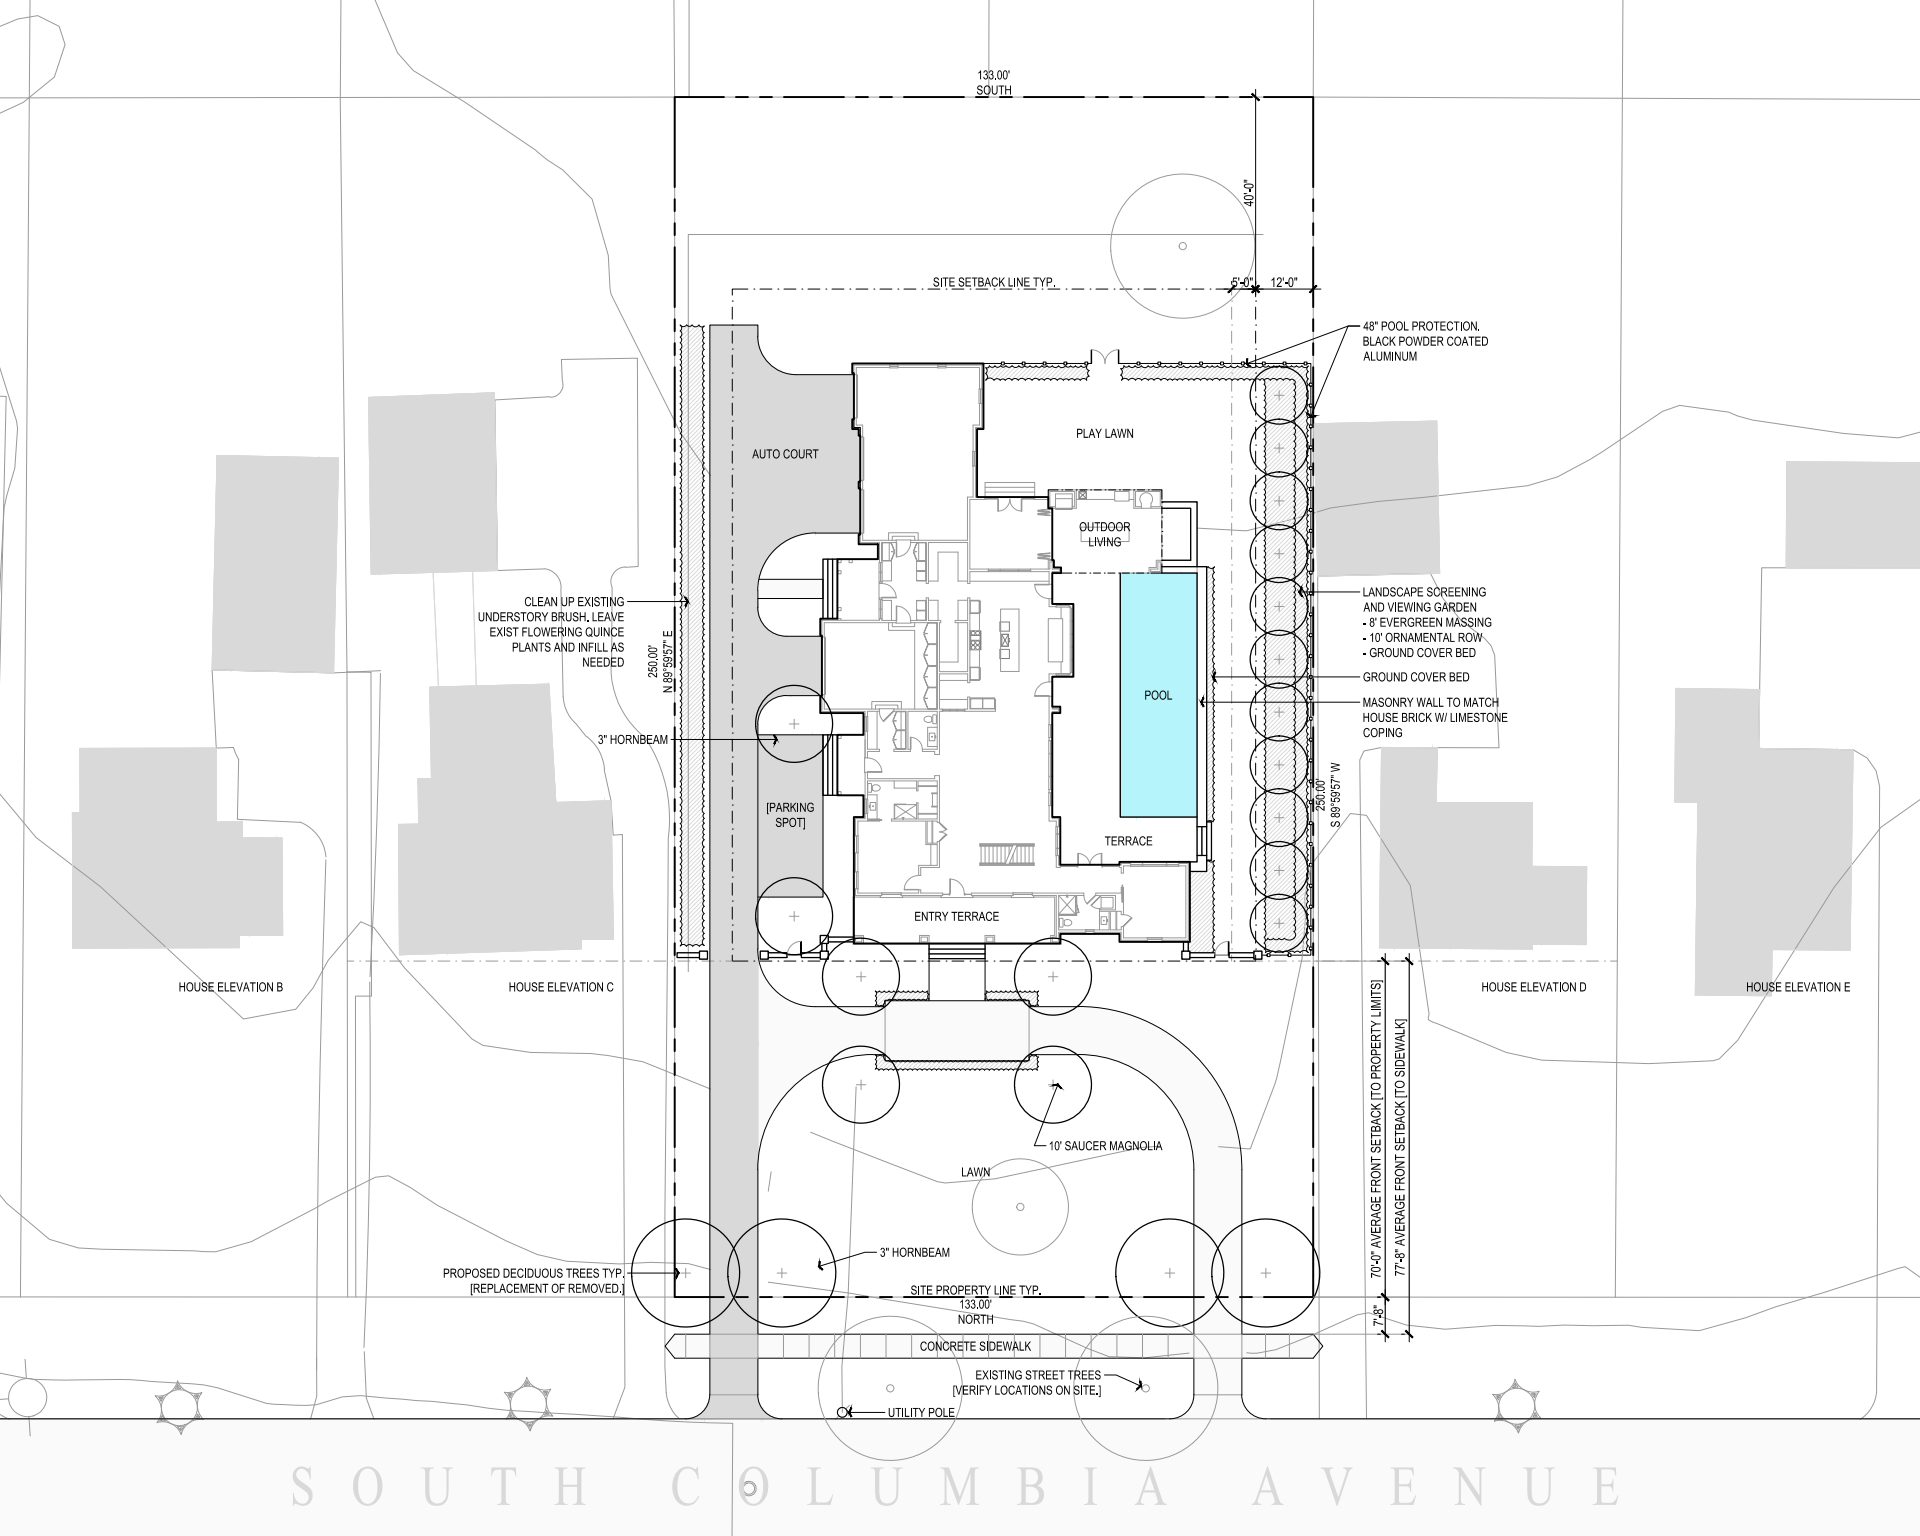 133.00'
SOUTH
40'-0"
SITE SETBACK LINE TYP.
5'-0"
12'-0"
48" POOL PROTECTION.
BLACK POWDER COATED
ALUMINUM
PLAY LAWN
AUTO COURT
OUTDOOR
LIVING
CLEAN UP EXISTING
UNDERSTORY BRUSH. LEAVE
EXIST FLOWERING QUINCE
PLANTS AND INFILL AS
NEEDED
250.00'
N 89°59'57" E
LANDSCAPE SCREENING
AND VIEWING GARDEN
- 8' EVERGREEN MASSING
- 10' ORNAMENTAL ROW
- GROUND COVER BED
GROUND COVER BED
POOL
MASONRY WALL TO MATCH
HOUSE BRICK W/ LIMESTONE
COPING
3" HORNBEAM
250.00'
S 89°59'57" W
[PARKING
SPOT]
TERRACE
ENTRY TERRACE
HOUSE ELEVATION B
HOUSE ELEVATION C
HOUSE ELEVATION D
HOUSE ELEVATION E
70'-0" AVERAGE FRONT SETBACK [TO PROPERTY LIMITS]
77'-8" AVERAGE FRONT SETBACK [TO SIDEWALK]
10' SAUCER MAGNOLIA
LAWN
3" HORNBEAM
PROPOSED DECIDUOUS TREES TYP.
[REPLACEMENT OF REMOVED.]
SITE PROPERTY LINE TYP.
133.00'
NORTH
7'-8"
CONCRETE SIDEWALK
EXISTING STREET TREES
[VERIFY LOCATIONS ON SITE.]
UTILITY POLE
SOUTH COLUMBIA AVENUE